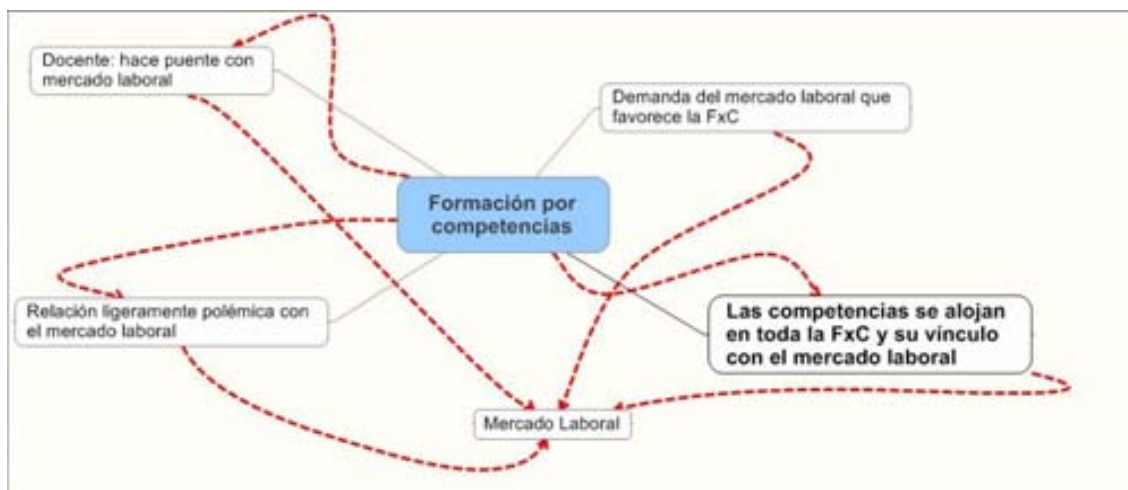 Docente: hace puente con
mercado laboral
Demanda del mercado laboral que
favorece la FxC
Formación por
competencias
Relación ligeramente polémica con
el mercado laboral
Las competencias se alojan
en toda la FxC y su vínculo
con el mercado laboral
Mercado Laboral